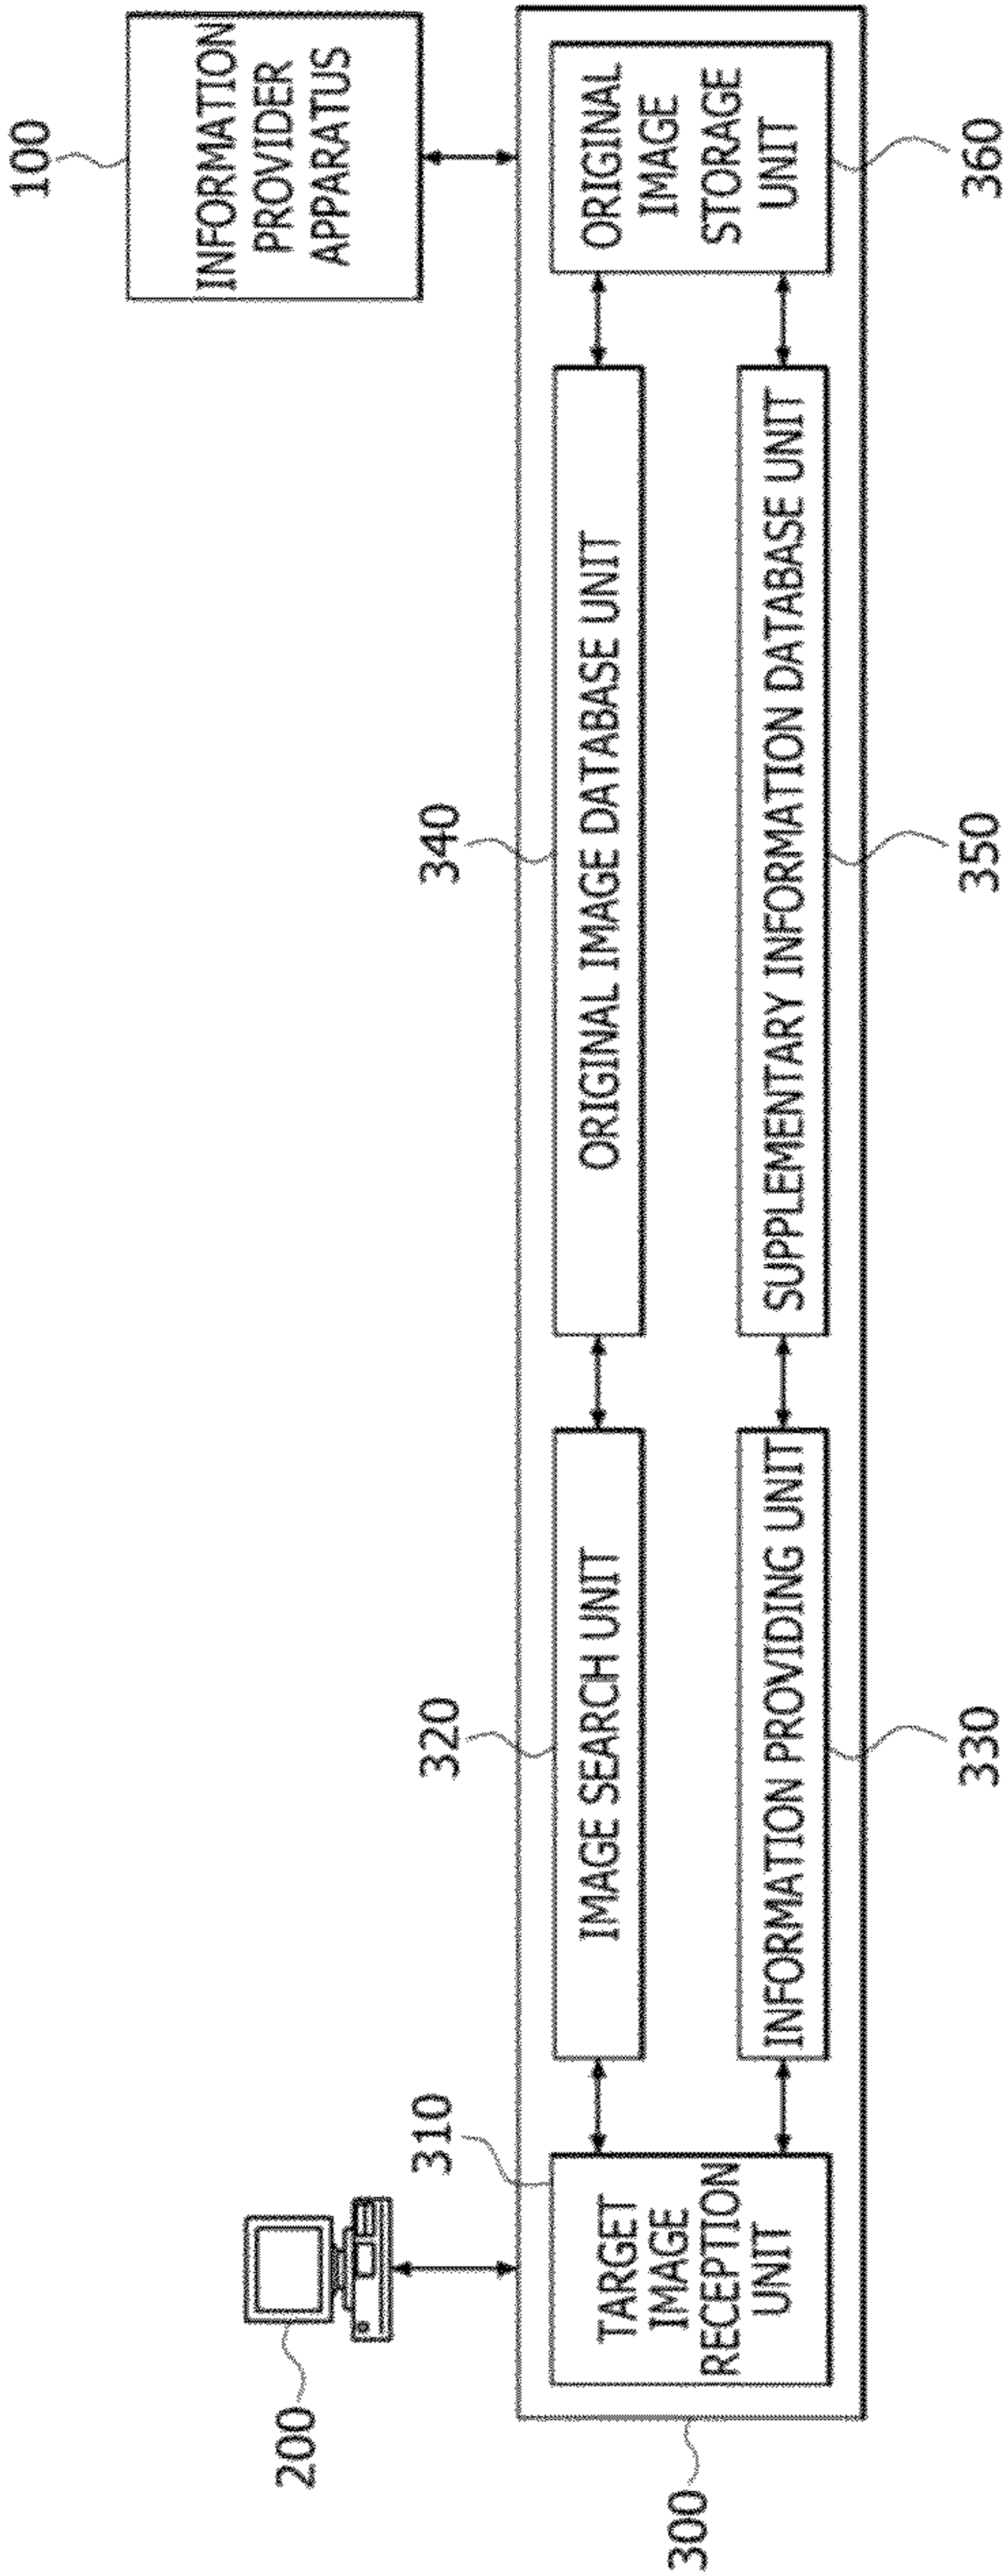 100
INFORMATION
PROVIDER
APPARATUS
200
300
310
TARGET
IMAGE
RECEPTION
UNIT
320
IMAGE SEARCH UNIT
INFORMATION PROVIDING UNIT
330
340
ORIGINAL IMAGE DATABASE UNIT
SUPPLEMENTARY INFORMATION DATABASE UNIT
350
ORIGINAL
IMAGE
STORAGE
UNIT
360